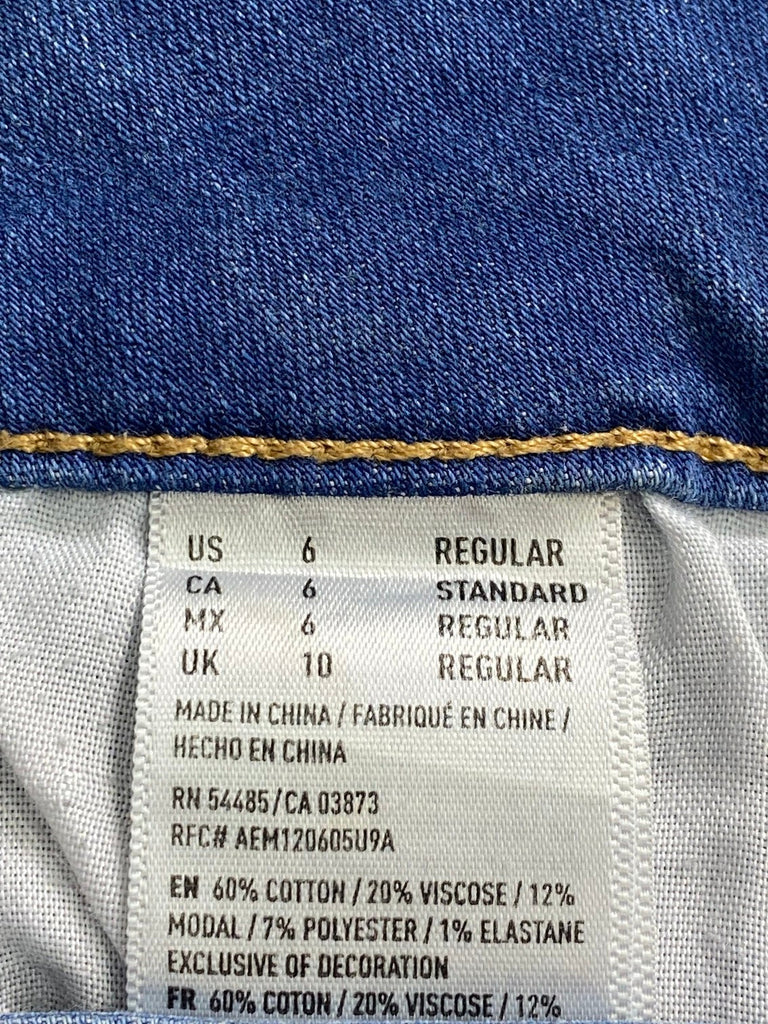 US 6 REGULAR
CA 6 STANDARD
MX 6 REGULAR
UK 10 REGULAR
MADE IN CHINA / FABRIQUÉ EN CHINE /
HECHO EN CHINA
RN 54485/CA 03873
RFC# AEM120605U9A
EN 60% COTTON / 20% VISCOSE / 12%
MODAL / 7% POLYESTER / 1% ELASTANE
EXCLUSIVE OF DECORATION
FR 60% COTON / 20% VISCOSE / 12%